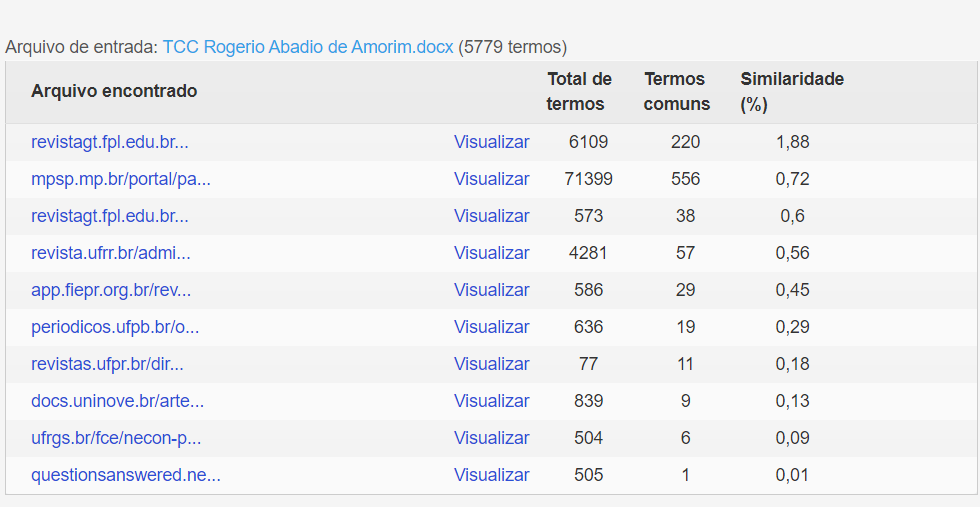 Arquivo de entrada: TCC Rogerio Abadio de Amorim.docx (5779 termos)
Arquivo encontrado Total de termos Termos comuns Similaridade (%)
revistagt.fpl.edu.br... Visualizar 6109 220 1,88
mpsp.mp.br/portal/pa... Visualizar 71399 556 0,72
revistagt.fpl.edu.br... Visualizar 573 38 0,6
revista.ufrr.br/admi... Visualizar 4281 57 0,56
app.fiepr.org.br/rev... Visualizar 586 29 0,45
periodicos.ufpb.br/o... Visualizar 636 19 0,29
revistas.ufpr.br/dir... Visualizar 77 11 0,18
docs.uninove.br/arte... Visualizar 839 9 0,13
ufrgs.br/fce/necon-p... Visualizar 504 6 0,09
questionsanswered.ne... Visualizar 505 1 0,01